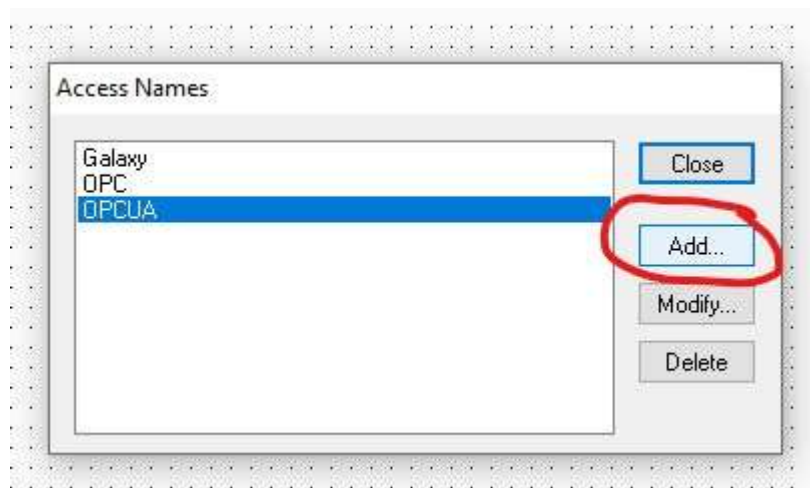 Access Names
Galaxy
OPC
OPCUA
Close
Add...
Modify...
Delete